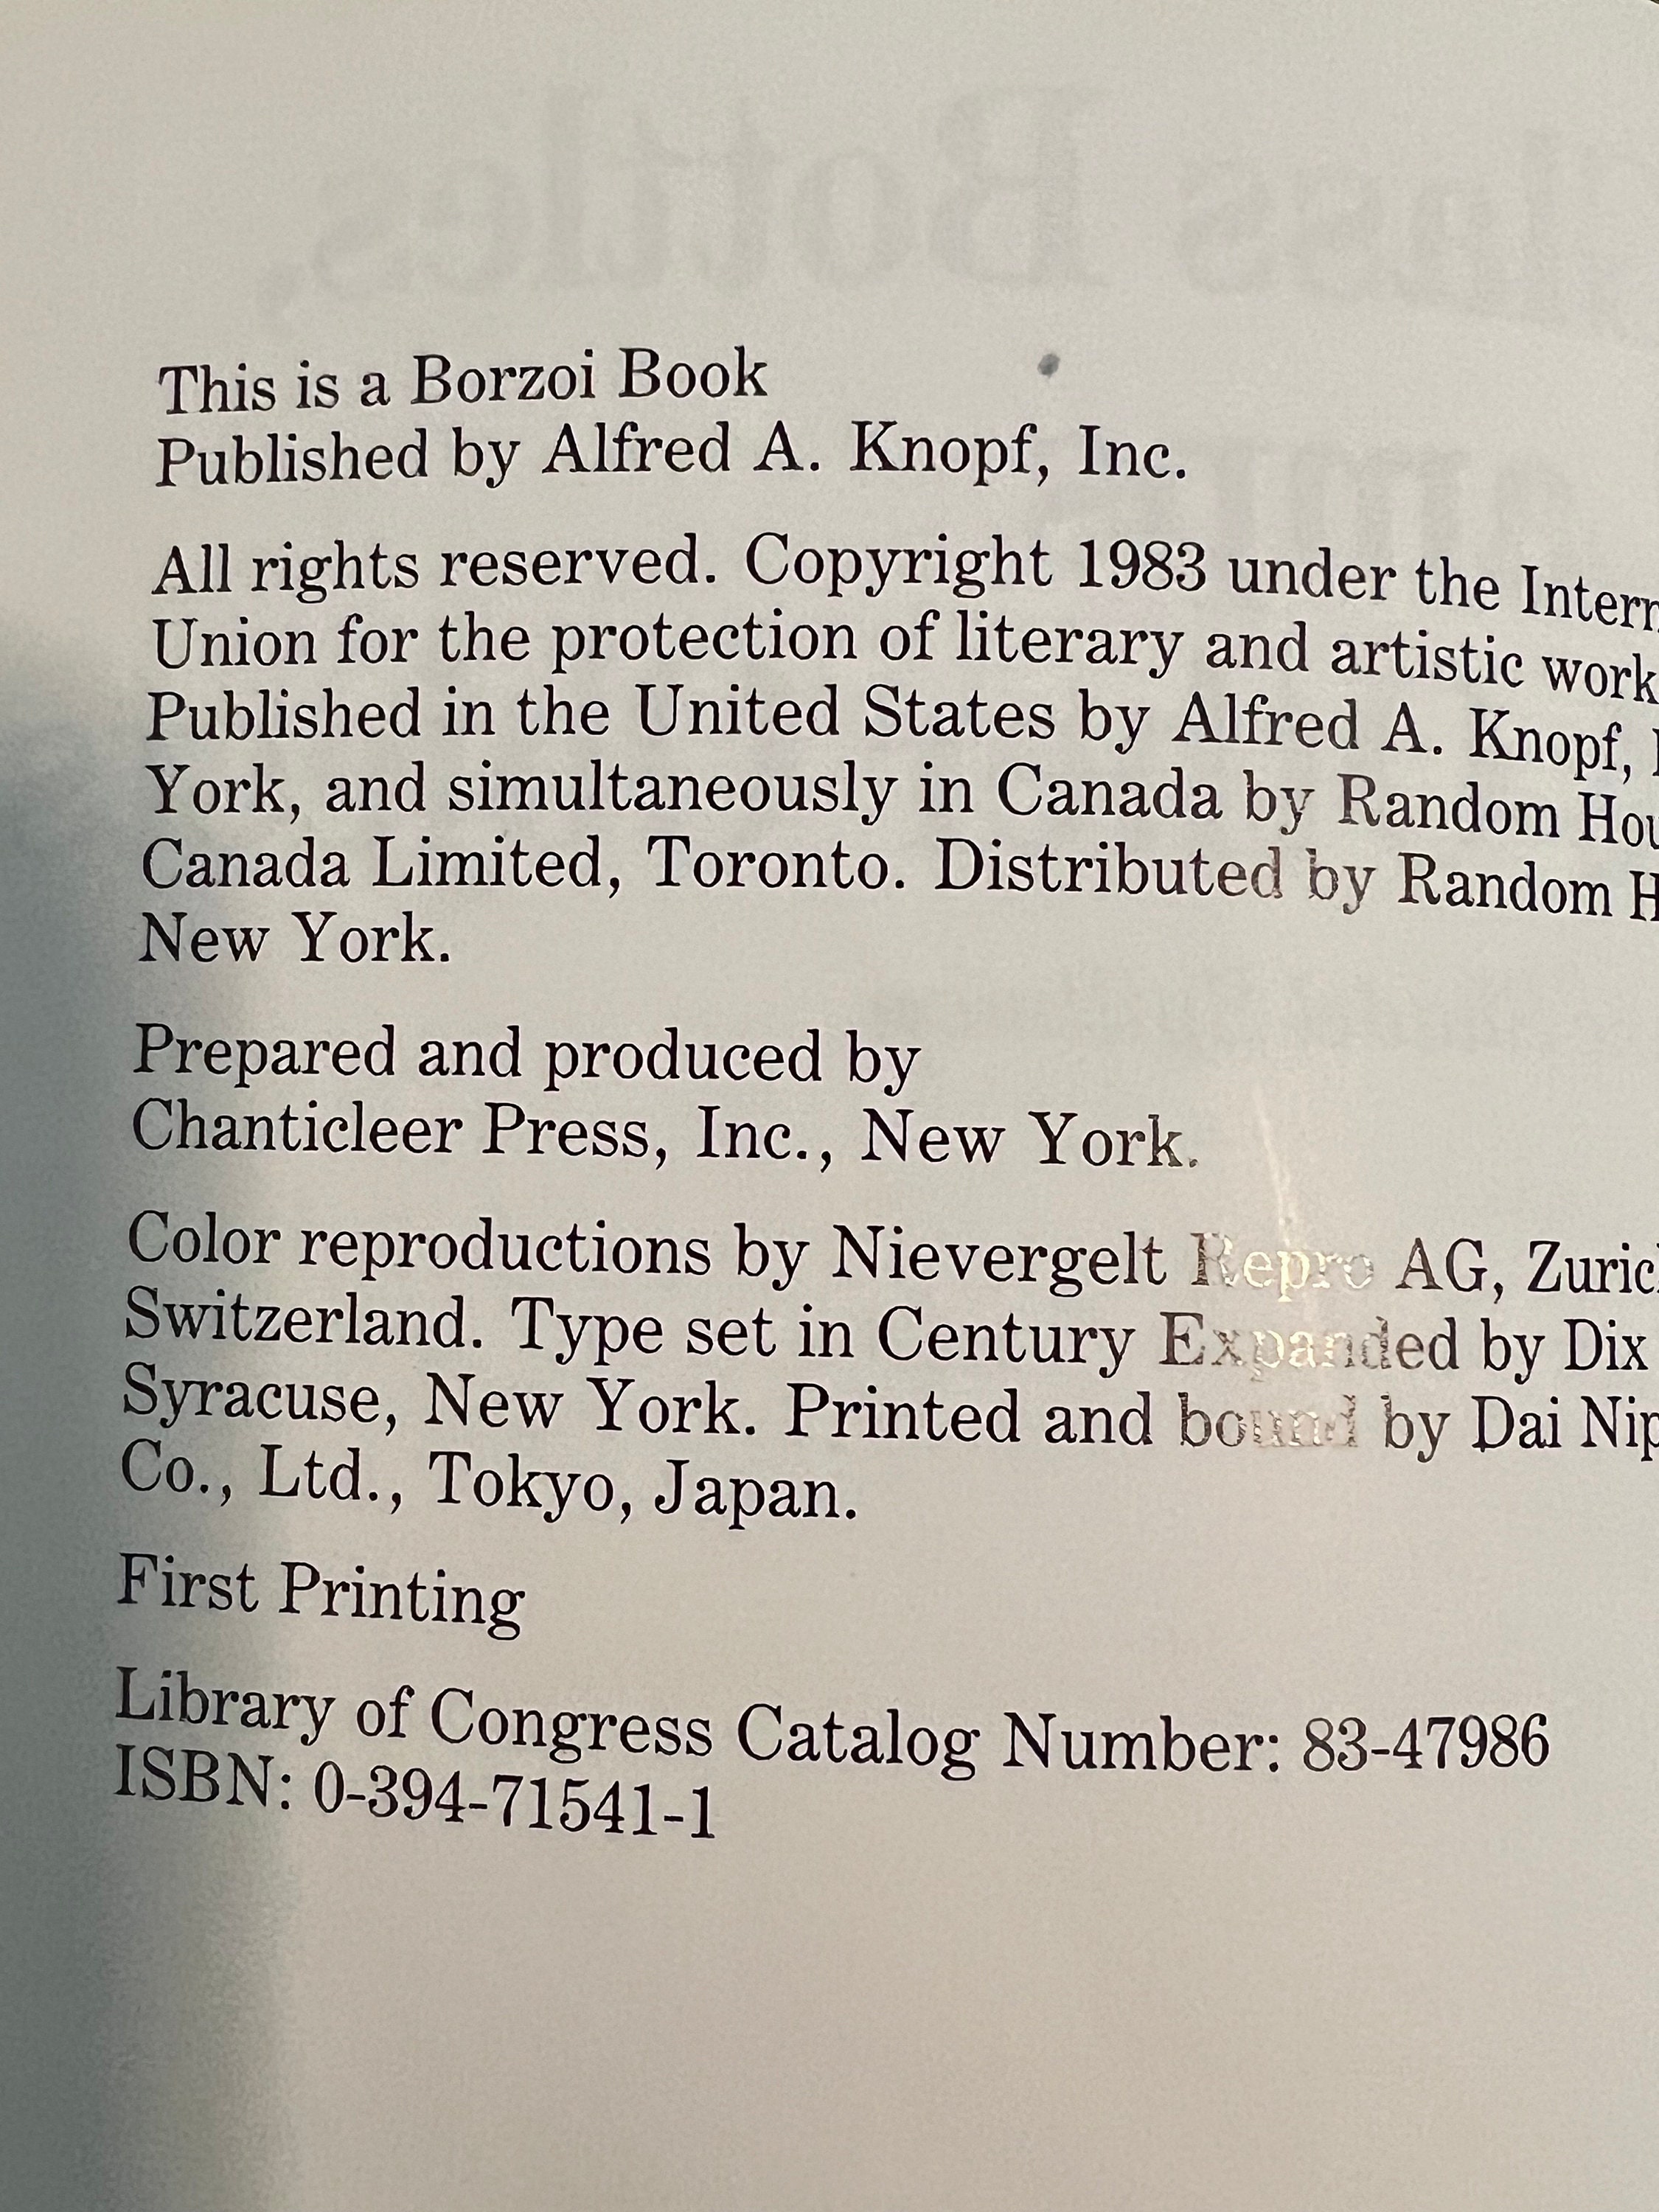 This is a Borzoi Book
Published by Alfred A. Knopf, Inc.
All rights reserved. Copyright 1983 under the Intern
Union for the protection of literary and artistic work
Published in the United States by Alfred A. Knopf,
York, and simultaneously in Canada by Random Hou
Canada Limited, Toronto. Distributed by Random H
New York.
Prepared and produced by
Chanticleer Press, Inc., New York.
Color reproductions by Nievergelt Repro AG, Zuric
Switzerland. Type set in Century Expanded by Dix
Syracuse, New York. Printed and bound by Dai Nip
Co., Ltd., Tokyo, Japan.
First Printing
Library of Congress Catalog Number: 83-47986
ISBN: 0-394-71541-1